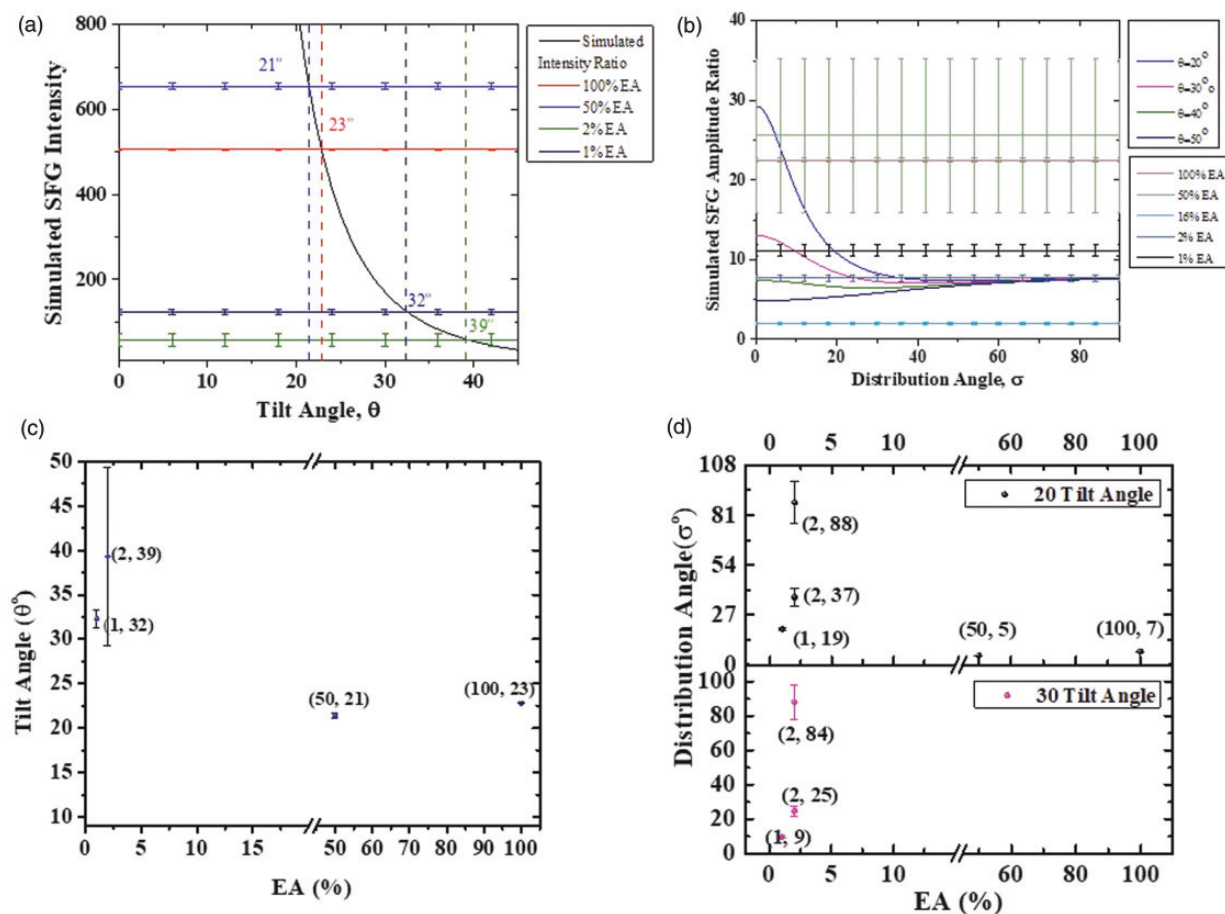 (a)
Simulated SFG Intensity
800
600
400
200
0
10
20
30
40
Tilt Angle, θ
21°
23°
32°
39°
Simulated
Intensity Ratio
100% EA
50% EA
2% EA
1% EA
(b)
Simulated SFG Amplitude Ratio
40
30
20
10
0
0
20
40
60
80
Distribution Angle, σ
θ=20°
θ=30°
θ=40°
θ=50°
100% EA
50% EA
16% EA
2% EA
1% EA
(c)
Tilt Angle (θ°)
50
45
40
35
30
25
20
15
10
(2, 39)
(1, 32)
(50, 21)
(100, 23)
0
5
10
15
50
60
70
80
90
100
EA (%)
(d)
0
5
10
60
80
100
Distribution Angle(σ°)
108
81
54
27
0
20 Tilt Angle
(2, 88)
(2, 37)
(1, 19)
(50, 5)
(100, 7)
100
80
60
40
20
0
30 Tilt Angle
(2, 84)
(2, 25)
(1, 9)
0
5
10
60
80
100
EA (%)